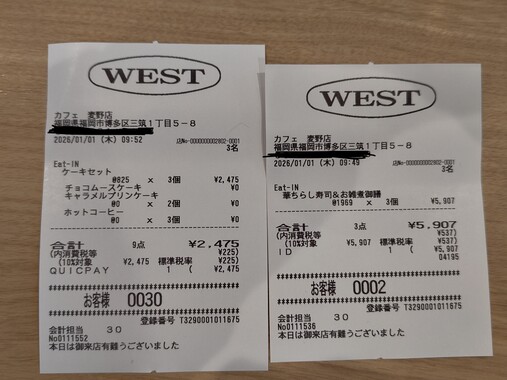 WEST
カフェ 麦野店
福岡県福岡市博多区三筑1丁目5-8
2026/01/01 (木) 09:52
店No-0000000002802-0001
3名
Eat-IN
ケーキセット
@825 × 3個 ¥2,475
チョコムースケーキ ¥0
キャラメルプリンケーキ
@0 × 2個 ¥0
ホットコーヒー
@0 × 3個 ¥0
合計 9点 ¥2,475
(内消費税等 ¥225)
(10%対象 ¥2,475 標準税率 ¥225)
QUICPAY 1 ( ¥2,475
お客様 0030
登録番号 T3290001011675
会計担当 30
No0111552
本日は御来店有難うございました
WEST
カフェ 麦野店
福岡県福岡市博多区三筑1丁目5-8
2026/01/01 (木) 09:49
店No-0000000002802-0001
3名
Eat-IN
華ちらし寿司&お雑煮御膳
@1969 × 3個 ¥5,907
合計 3点 ¥5,907
(内消費税等 ¥537)
(10%対象 ¥5,907 標準税率 ¥537)
ID 1 ( ¥5,907
04195
お客様 0002
登録番号 T3290001011675
会計担当 30
No0111536
本日は御来店有難うございました